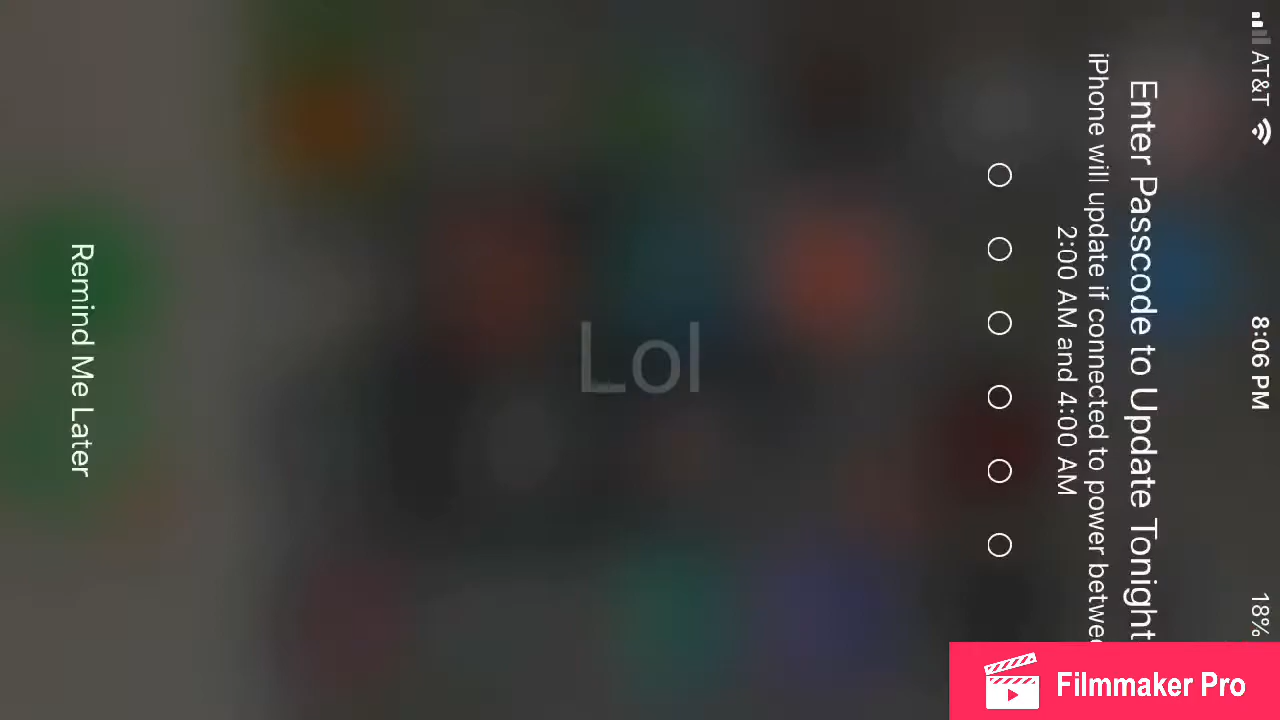 AT&T 8:06 PM 18%
Enter Passcode to Update Tonight
iPhone will update if connected to power
2:00 AM and 4:00 AM
Lol
Remind Me Later
Filmmaker Pro